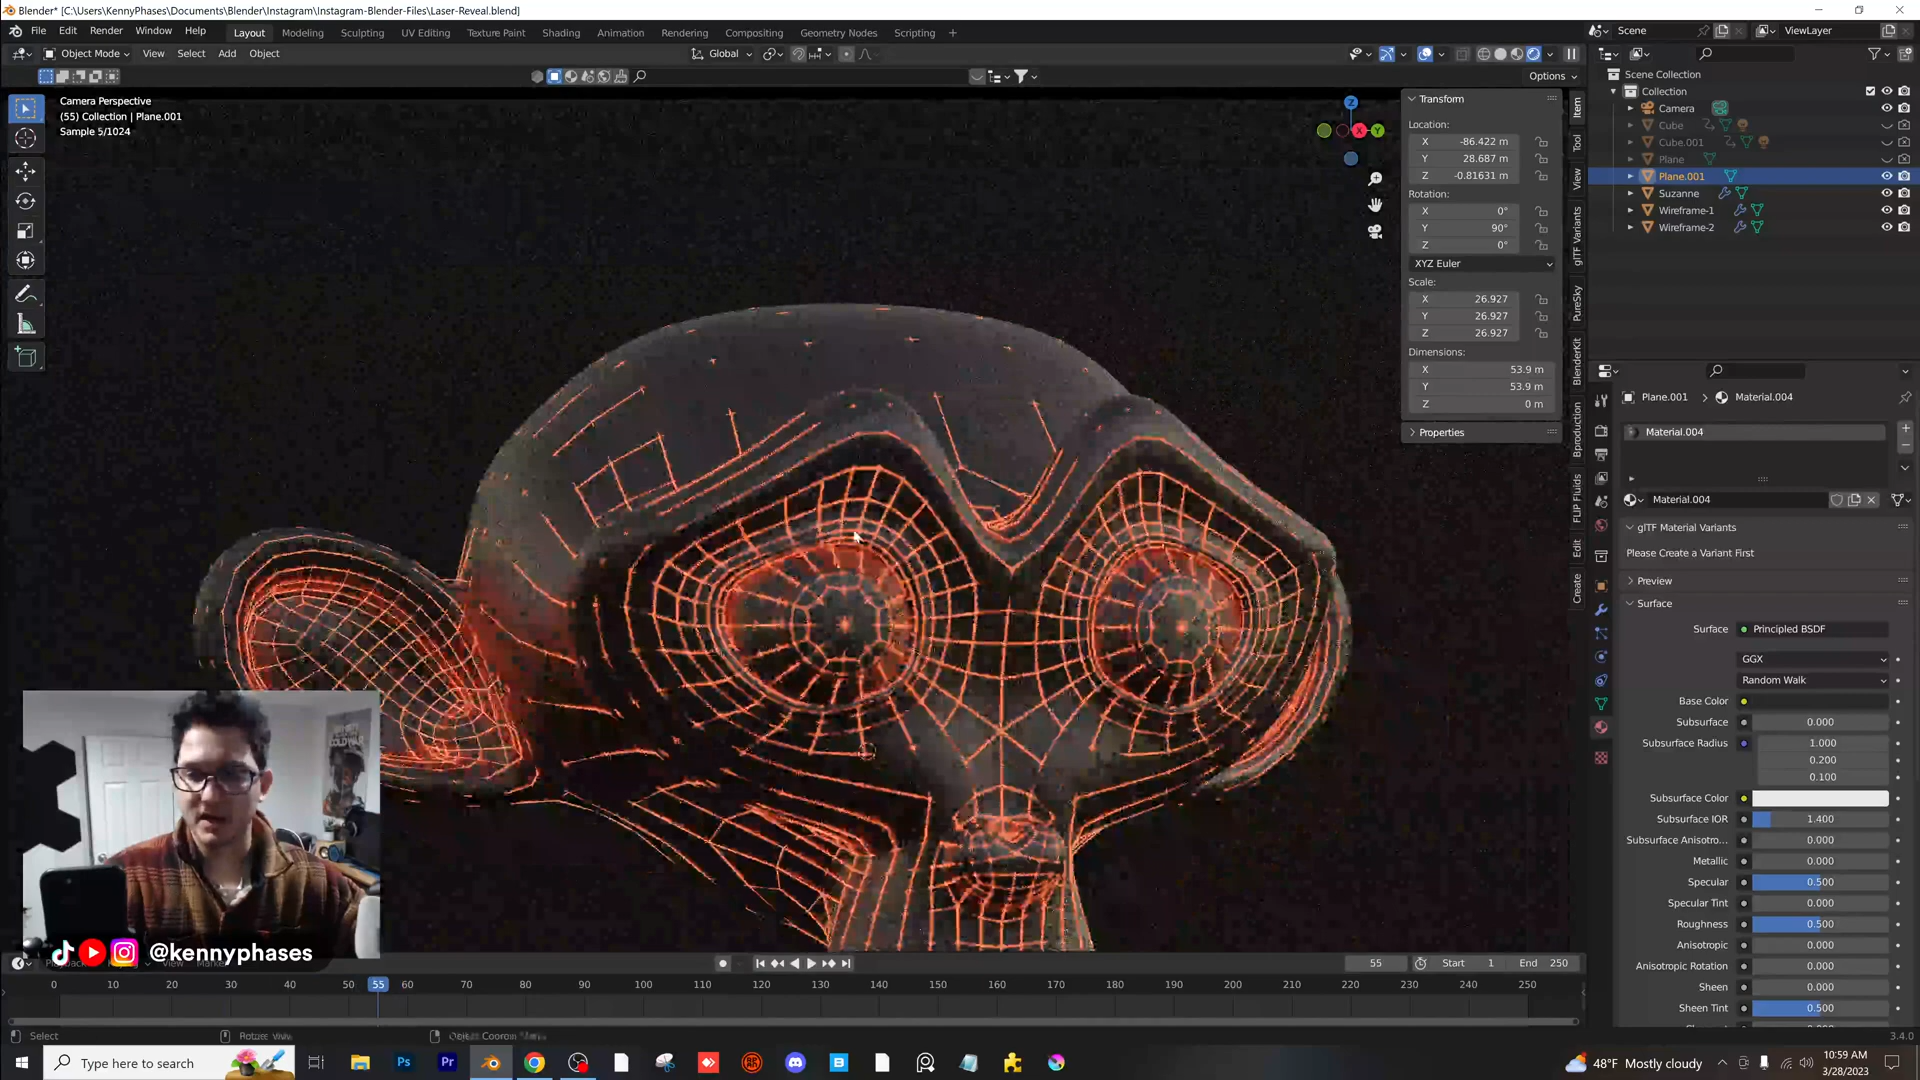 Blender* [C:\Users\KennyPhases\Documents\Blender\Instagram\Instagram-Blender-Files\Laser-Reveal.blend]
File Edit Render Window Help Layout Modeling Sculpting UV Editing Texture Paint Shading Animation Rendering Compositing Geometry Nodes Scripting + Scene ViewLayer
Object Mode View Select Add Object Global
Options
Camera Perspective
(55) Collection | Plane.001
Sample 5/1024
Z
X
Y
Transform
Location:
X -86.422 m
Y 28.687 m
Z -0.81631 m
Rotation:
X 0°
Y 90°
Z 0°
XYZ Euler
Scale:
X 26.927
Y 26.927
Z 26.927
Dimensions:
X 53.9 m
Y 53.9 m
Z 0 m
Properties
Item
Tool
View
glTF Variants
PureSky
BlenderKit
Bproduction
FLIP Fluids
Edit
Create
Scene Collection
Collection
Camera
Cube
Cube.001
Plane
Plane.001
Suzanne
Wireframe-1
Wireframe-2
Plane.001 > Material.004
Material.004
Material.004
glTF Material Variants
Please Create a Variant First
Preview
Surface
Surface Principled BSDF
GGX
Random Walk
Base Color
Subsurface 0.000
Subsurface Radius 1.000
0.200
0.100
Subsurface Color
Subsurface IOR 1.400
Subsurface Anisotro... 0.000
Metallic 0.000
Specular 0.500
Specular Tint 0.000
Roughness 0.500
Anisotropic 0.000
Anisotropic Rotation 0.000
Sheen 0.000
Sheen Tint 0.500
COLD WAR
@kennyphases
55 Start 1 End 250
0 10 20 30 40 50 55 60 70 80 90 100 110 120 130 140 150 160 170 180 190 200 210 220 230 240 250
Select Rotate View
3.4.0
Type here to search
Ps
Pr
48°F Mostly cloudy
10:59 AM
3/28/2023